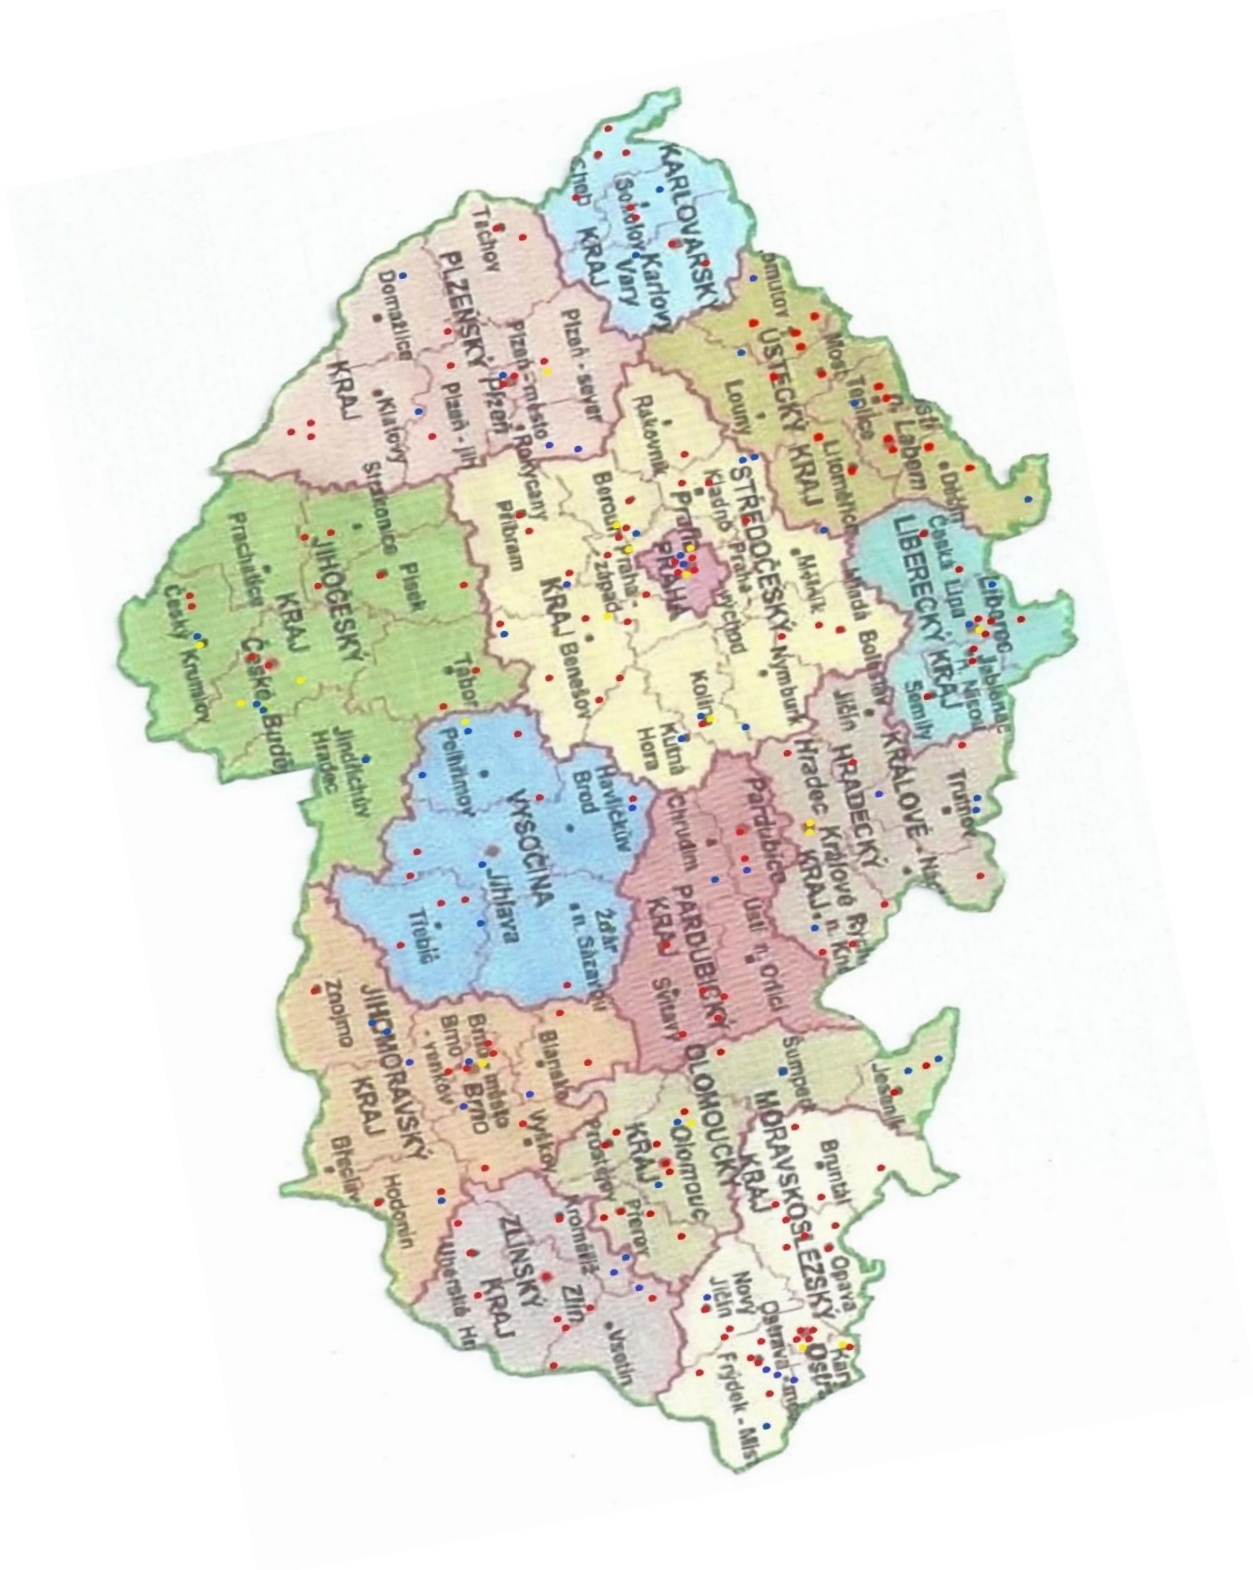 KARLOVARSKÝ
KRAJ
Cheb
Sokolov
Karlovy
Vary
Tachov
PLZEŇSKÝ
KRAJ
Domažlice
Plzeň - sever
Plzeň - město
Plzeň
Plzeň - jih
Klatovy
Rokycany
ÚSTECKÝ KRAJ
Most
Teplice
Louny
Litoměřice
Labem
Děčín
STŘEDOČESKÝ
KRAJ
Rakovník
Kladno
Beroun
Příbram
PRAHA
Praha -
západ
Praha -
východ
Mělník
Mladá Boleslav
Nymburk
Kolín
Kutná
Hora
Benešov
LIBERECKÝ KRAJ
Česká Lípa
Liberec
Jablonec
n. Nisou
Semily
Strakonice
Prachatice
Písek
JIHOČESKÝ
KRAJ
Český Krumlov
České Buděj
Tábor
Jindřichův
Hradec
Pelhřimov
VYSOČINA
Havlíčkův
Brod
Jihlava
Třebíč
Žďár
n. Sázavou
KRÁLOVÉ
HRADECKÝ
KRAJ
Jičín
Trutnov
Hradec Králové
Pardubice
Chrudim
PARDUBICKÝ
KRAJ
Svitavy
Ústí n. Orlicí
JIHOMORAVSKÝ
KRAJ
Znojmo
Brno
- venkov
Brno
- město
Brno
Blansko
Vyškov
Břeclav
Hodonín
OLOMOUCKÝ
KRAJ
Šumperk
Jeseník
Olomouc
Prostějov
Přerov
ZLÍNSKÝ
KRAJ
Kroměříž
Uherské Hr
Zlín
Vsetín
MORAVSKOSLEZSKÝ
KRAJ
Bruntál
Opava
Nový
Jičín
Frýdek - Míst